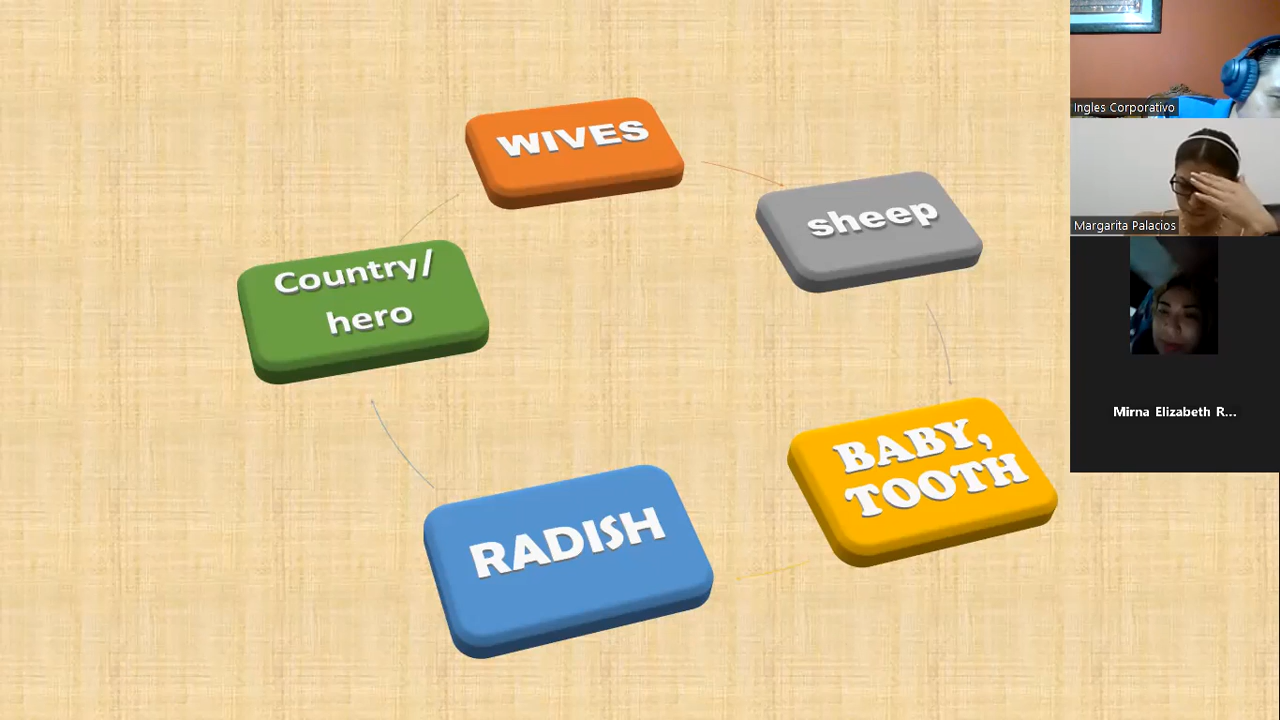 WIVES
sheep
Country/
hero
BABY,
TOOTH
RADISH
Ingles Corporativo
Margarita Palacios
Mirna Elizabeth R...